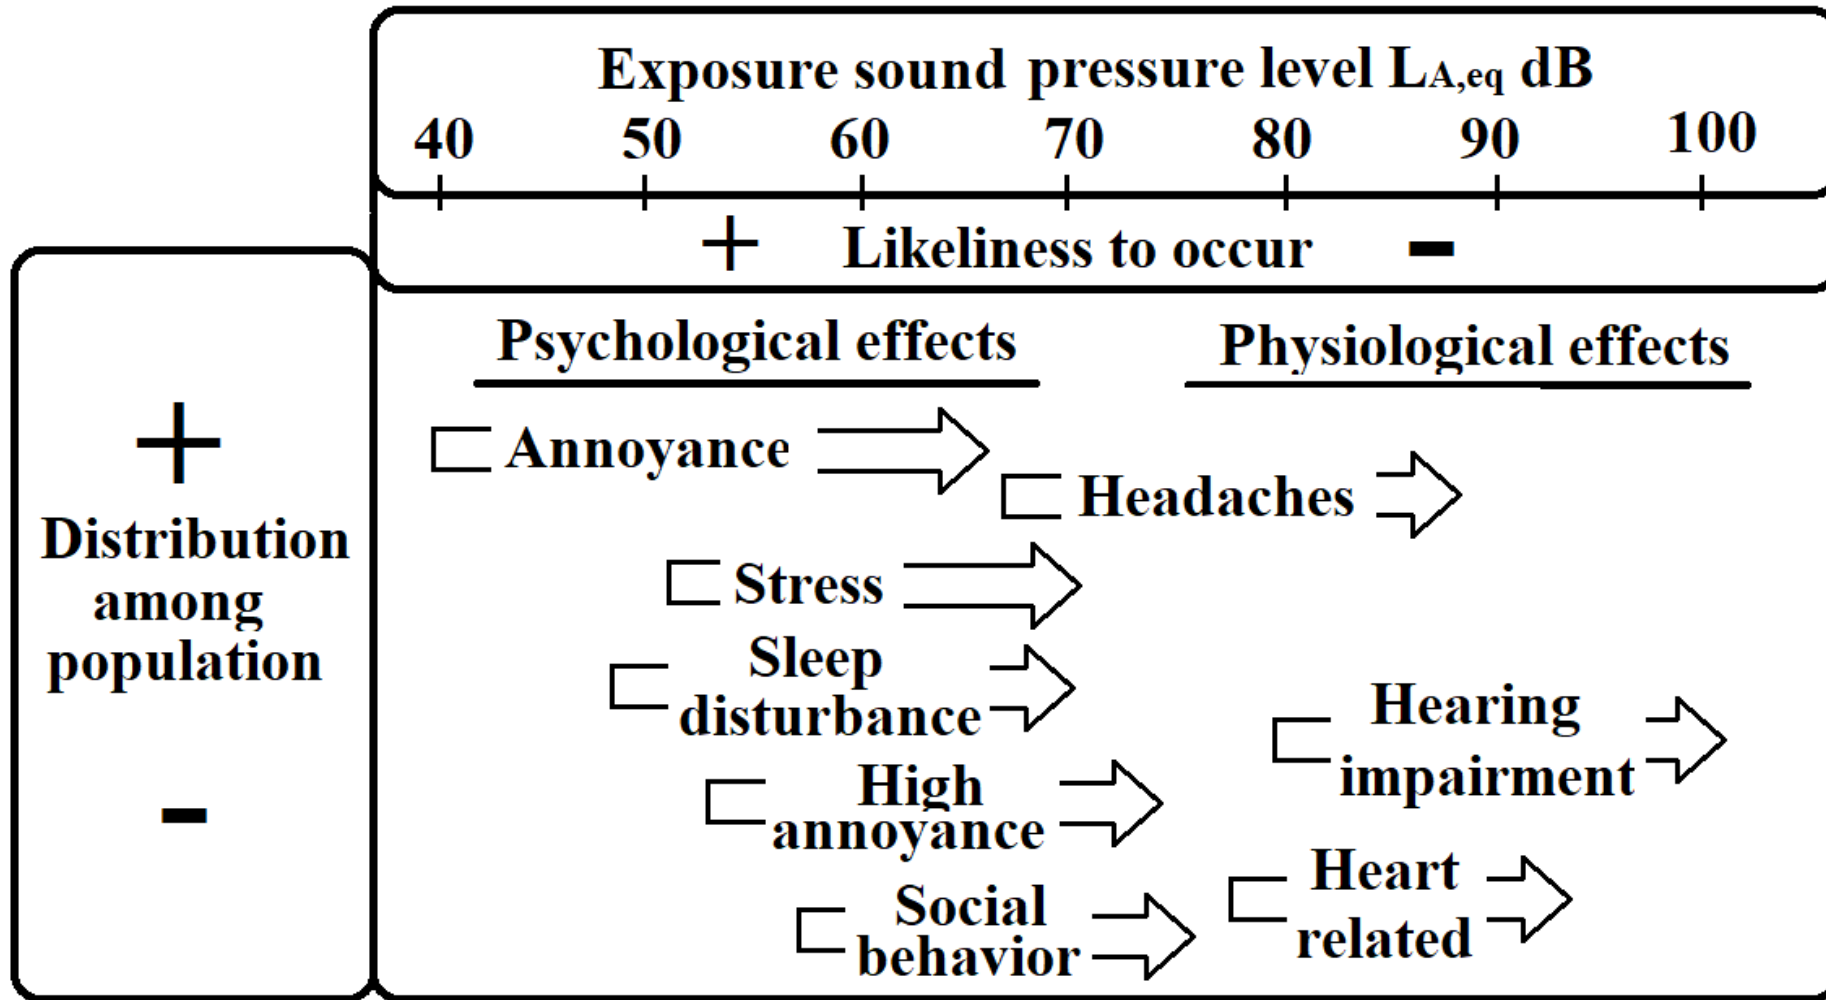 Exposure sound pressure level LA,eq dB
40 50 60 70 80 90 100
+ Likeliness to occur -
Psychological effects
Physiological effects
+
Distribution
among
population
-
Annoyance
Headaches
Stress
Sleep
disturbance
Hearing
impairment
High
annoyance
Heart
related
Social
behavior